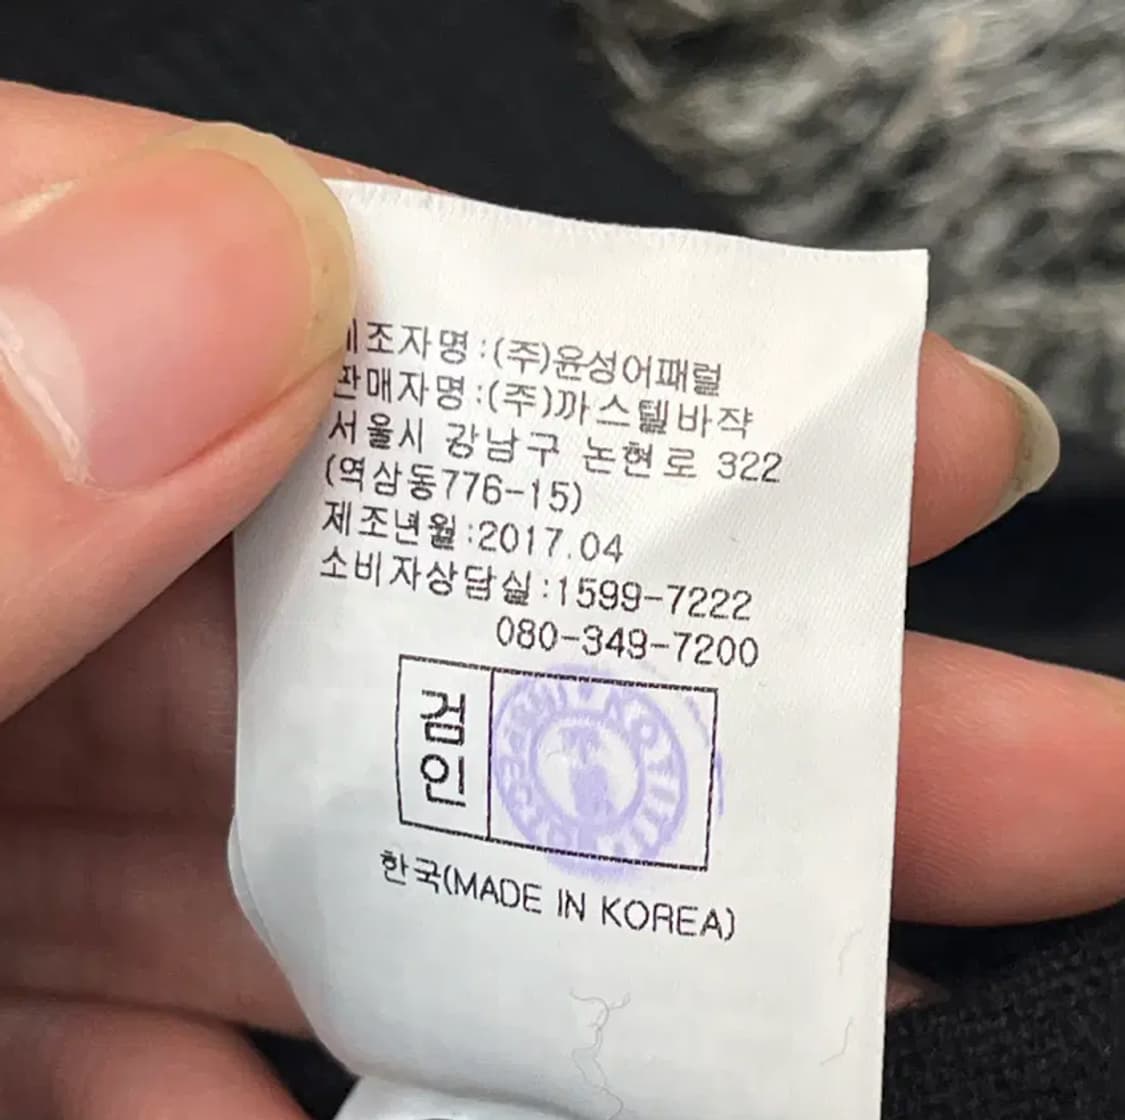 제조자명:(주)윤성어패럴
판매자명:(주)까스텔바쟉
서울시 강남구 논현로 322
(역삼동776-15)
제조년월:2017.04
소비자상담실:1599-7222
080-349-7200
검
인
한국(MADE IN KOREA)